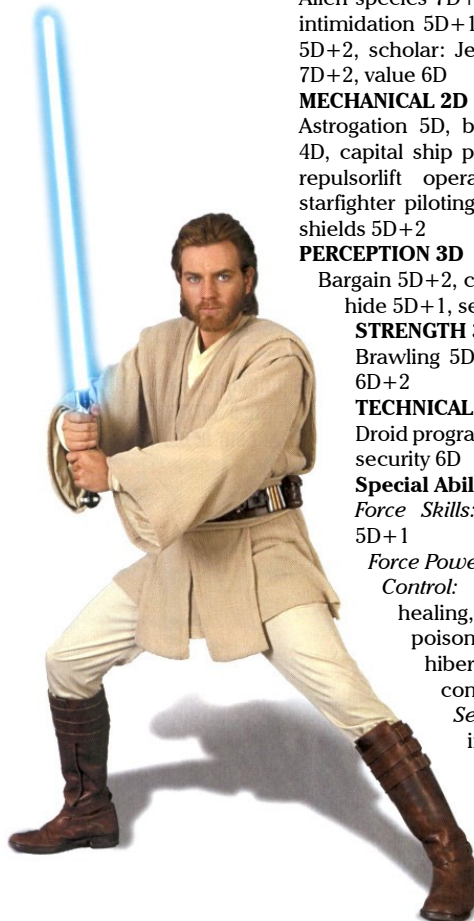 Alien species 7D+
intimidation 5D+1
5D+2, scholar: Je
7D+2, value 6D
MECHANICAL 2D
Astrogation 5D, b
4D, capital ship p
repulsorlift opera
starfighter piloting
shields 5D+2
PERCEPTION 3D
Bargain 5D+2, c
hide 5D+1, se
STRENGTH 3
Brawling 5D
6D+2
TECHNICAL
Droid progra
security 6D
Special Abil
Force Skills:
5D+1
Force Powe
Control:
healing,
poison
hiber
con
Se
i